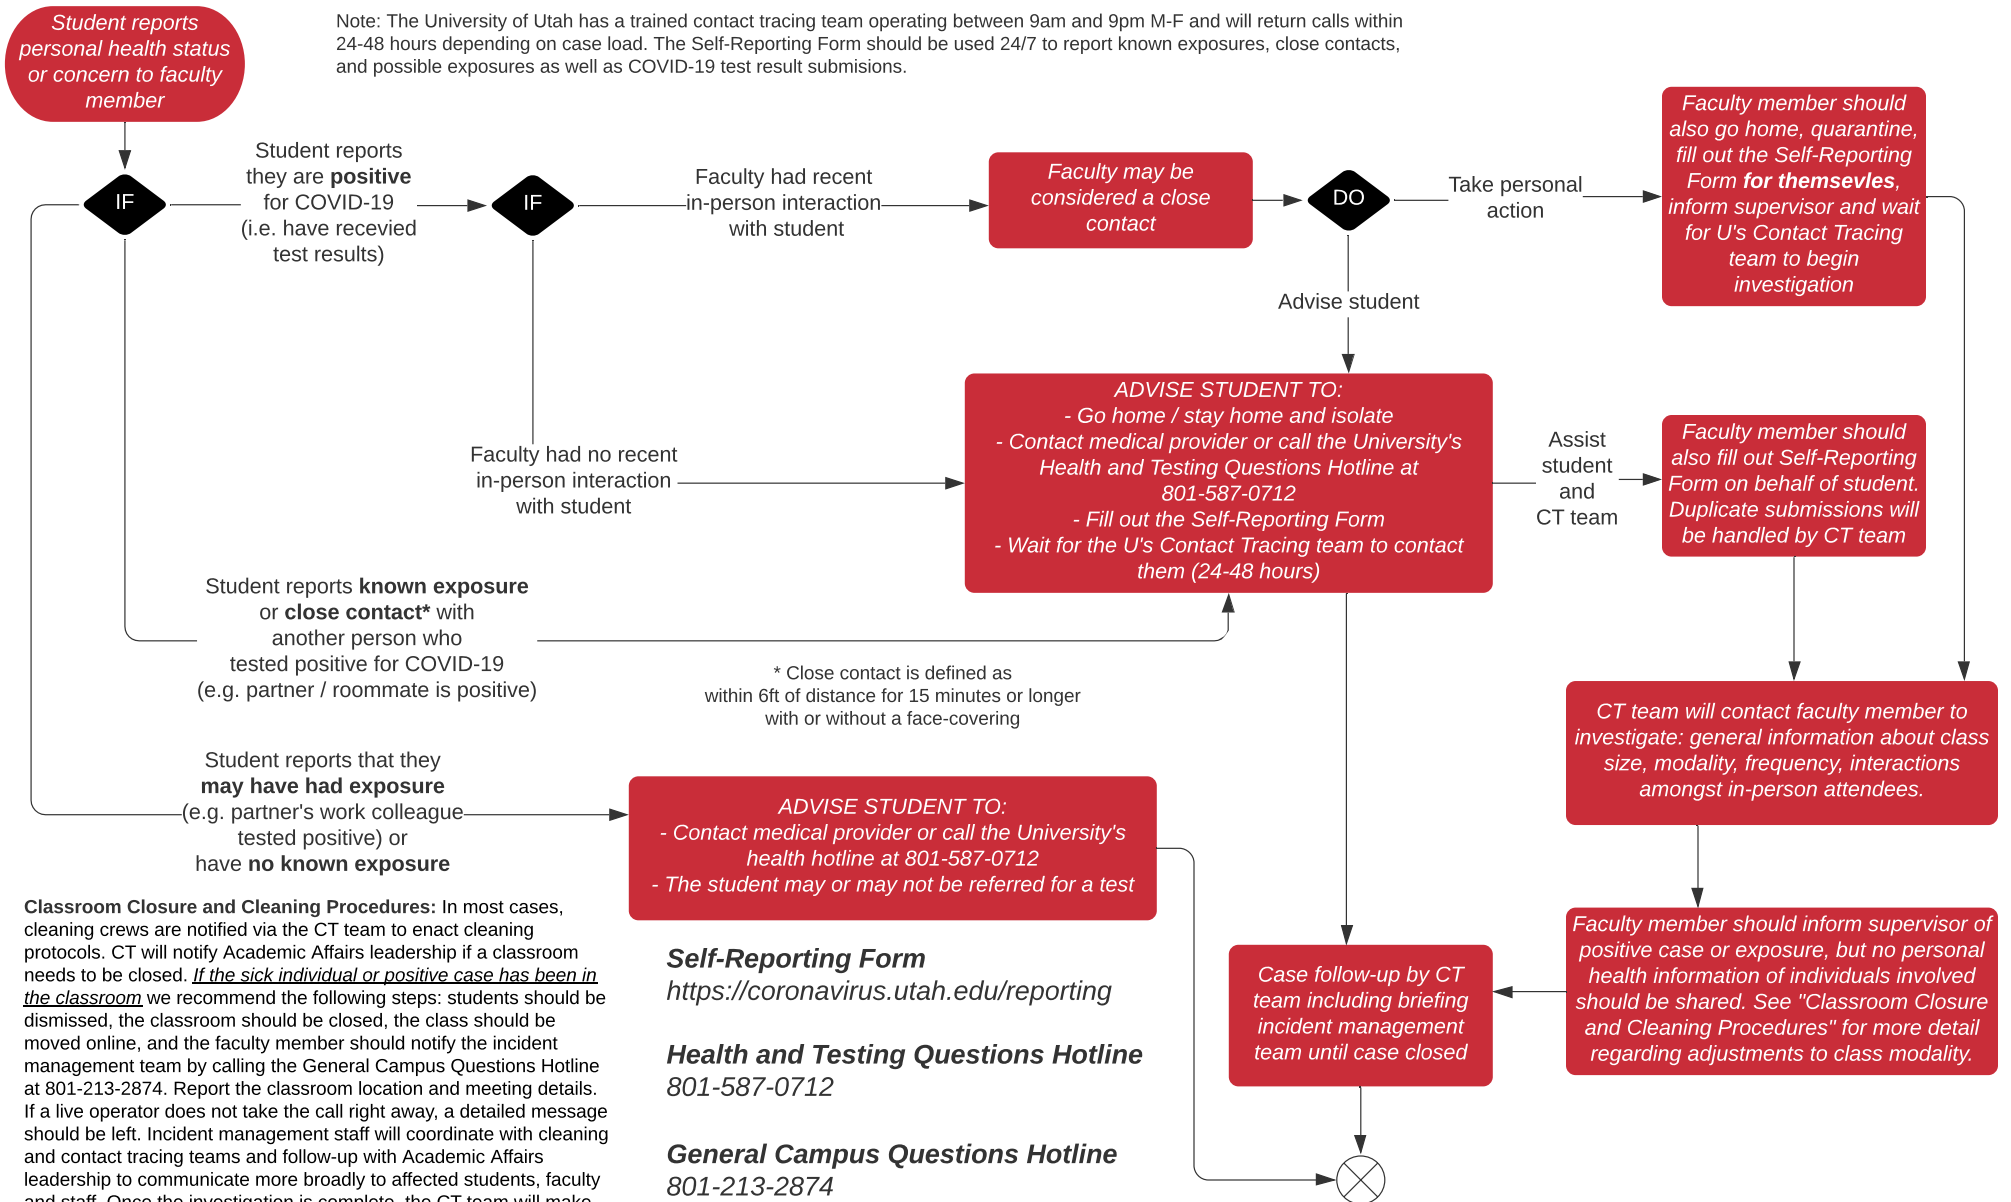 Student reports
personal health status
or concern to faculty
member
Note: The University of Utah has a trained contact tracing team operating between 9am and 9pm M-F and will return calls within
24-48 hours depending on case load. The Self-Reporting Form should be used 24/7 to report known exposures, close contacts,
and possible exposures as well as COVID-19 test result submisions.
IF
Student reports
they are positive
for COVID-19
(i.e. have recevied
test results)
IF
Faculty had recent
in-person interaction
with student
Faculty may be
considered a close
contact
DO
Take personal
action
Faculty member should
also go home, quarantine,
fill out the Self-Reporting
Form for themsevles,
inform supervisor and wait
for U's Contact Tracing
team to begin
investigation
Advise student
Faculty had no recent
in-person interaction
with student
ADVISE STUDENT TO:
- Go home / stay home and isolate
- Contact medical provider or call the University's
Health and Testing Questions Hotline at
801-587-0712
- Fill out the Self-Reporting Form
- Wait for the U's Contact Tracing team to contact
them (24-48 hours)
Assist
student
and
CT team
Faculty member should
also fill out Self-Reporting
Form on behalf of student.
Duplicate submissions will
be handled by CT team
Student reports known exposure
or close contact* with
another person who
tested positive for COVID-19
(e.g. partner / roommate is positive)
* Close contact is defined as
within 6ft of distance for 15 minutes or longer
with or without a face-covering
CT team will contact faculty member to
investigate: general information about class
size, modality, frequency, interactions
amongst in-person attendees.
Student reports that they
may have had exposure
(e.g. partner's work colleague
tested positive) or
have no known exposure
ADVISE STUDENT TO:
- Contact medical provider or call the University's
health hotline at 801-587-0712
- The student may or may not be referred for a test
Faculty member should inform supervisor of
positive case or exposure, but no personal
health information of individuals involved
should be shared. See "Classroom Closure
and Cleaning Procedures" for more detail
regarding adjustments to class modality.
Case follow-up by CT
team including briefing
incident management
team until case closed
Classroom Closure and Cleaning Procedures: In most cases,
cleaning crews are notified via the CT team to enact cleaning
protocols. CT will notify Academic Affairs leadership if a classroom
needs to be closed. If the sick individual or positive case has been in
the classroom we recommend the following steps: students should be
dismissed, the classroom should be closed, the class should be
moved online, and the faculty member should notify the incident
management team by calling the General Campus Questions Hotline
at 801-213-2874. Report the classroom location and meeting details.
If a live operator does not take the call right away, a detailed message
should be left. Incident management staff will coordinate with cleaning
and contact tracing teams and follow-up with Academic Affairs
leadership to communicate more broadly to affected students, faculty
and staff. Once the investigation is complete, the CT team will make
Self-Reporting Form
https://coronavirus.utah.edu/reporting
Health and Testing Questions Hotline
801-587-0712
General Campus Questions Hotline
801-213-2874